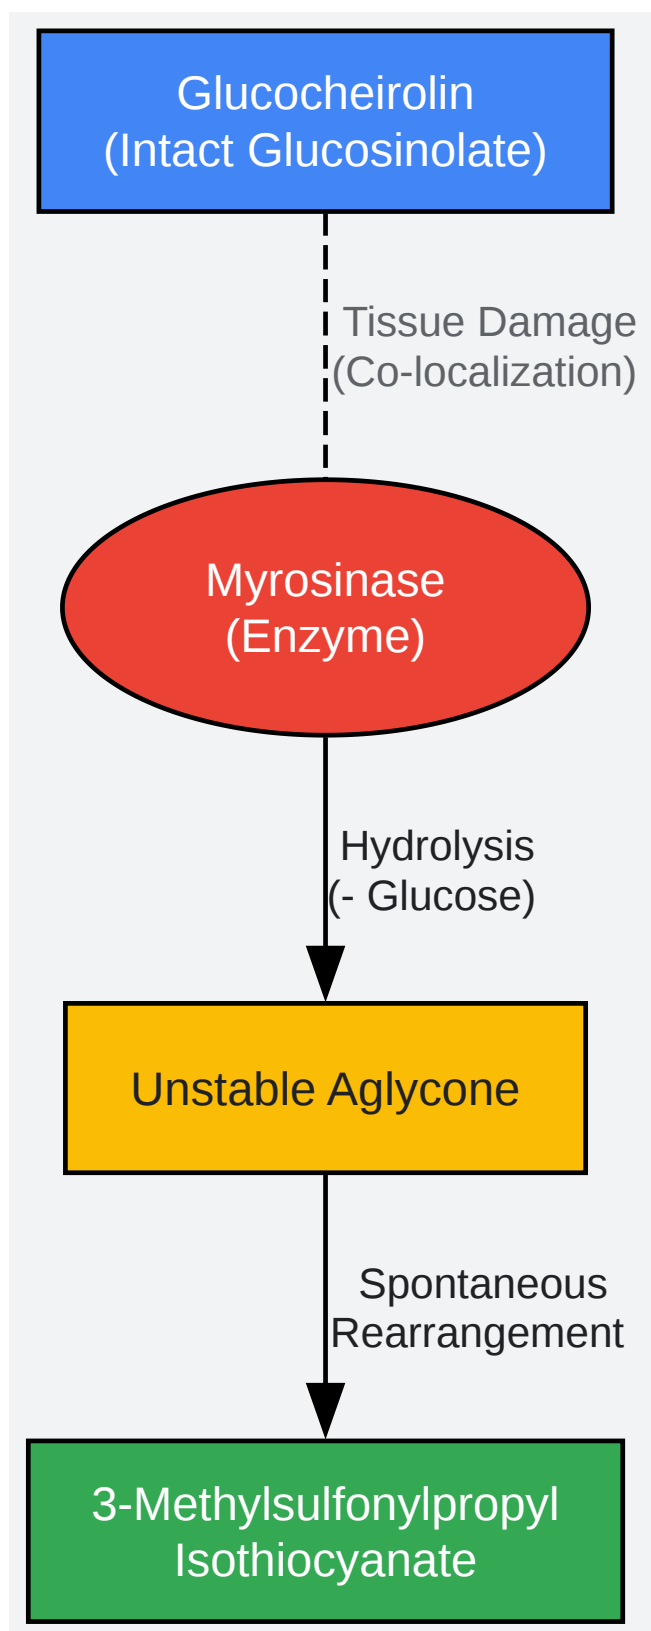 Glucocheirolin
(Intact Glucosinolate)
Tissue Damage
(Co-localization)
Myrosinase
(Enzyme)
Hydrolysis
(- Glucose)
Unstable Aglycone
Spontaneous
Rearrangement
3-Methylsulfonylpropyl
Isothiocyanate